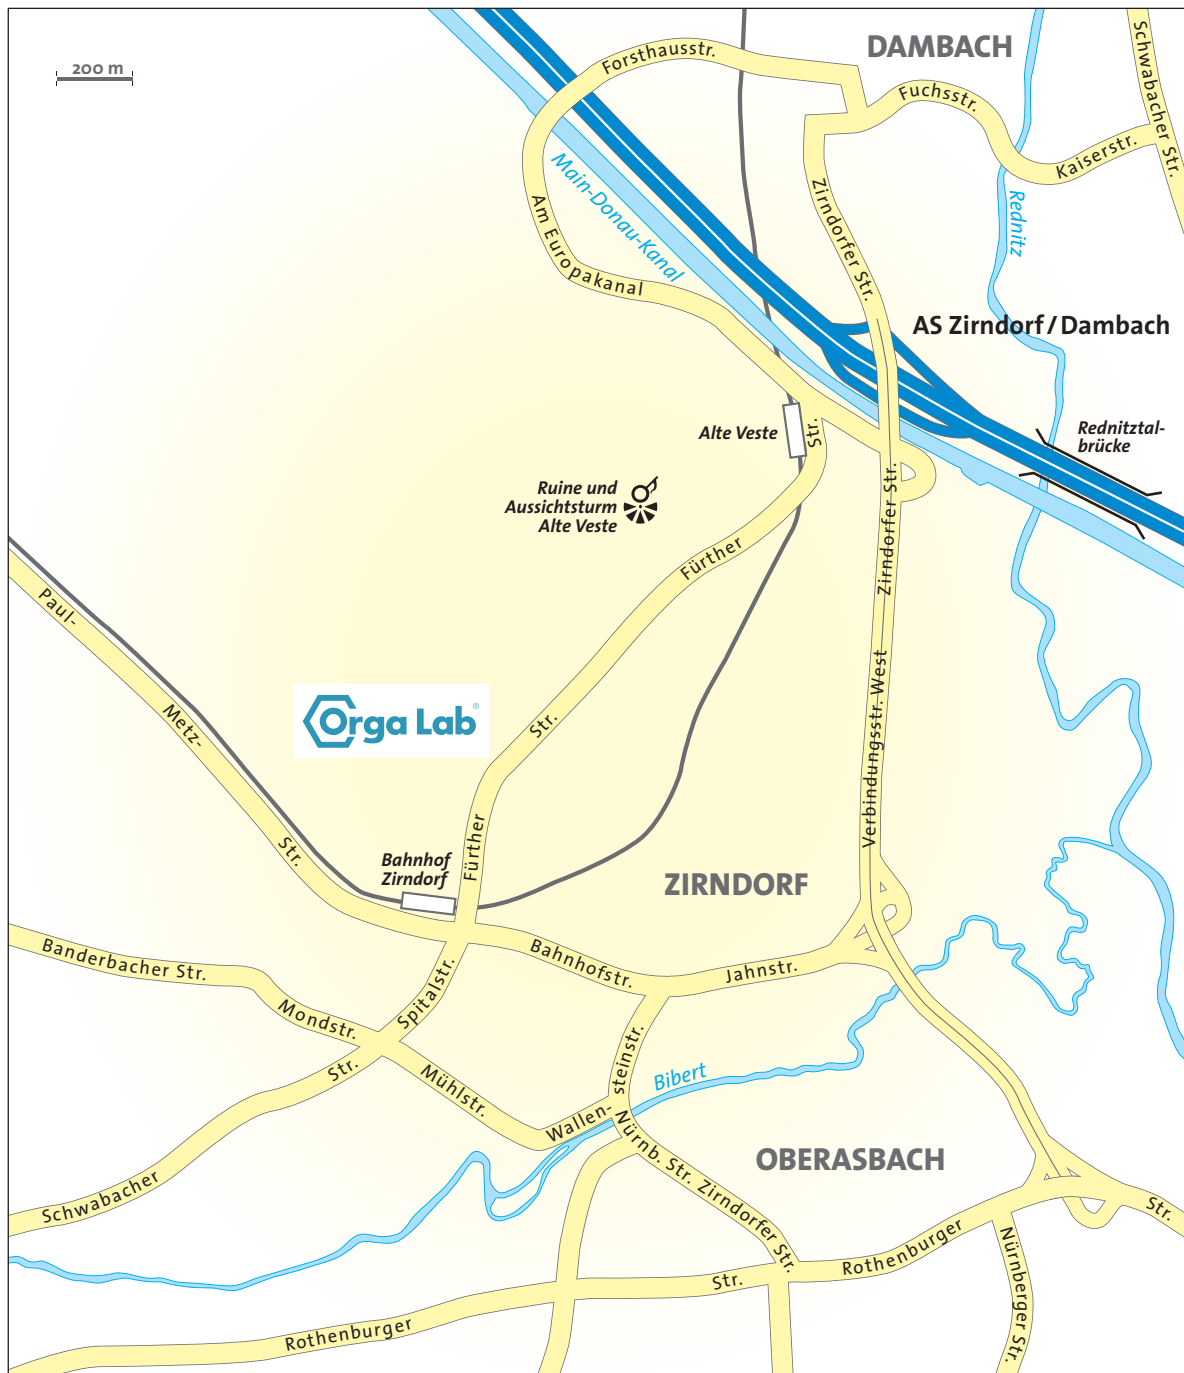 DAMBACH
200 m
Forsthausstr.
Fuchsstr.
Schwabacher Str.
Kaiserstr.
Main-Donau-Kanal
Am Europakanal
Zirndorfer Str.
Rednitz
AS Zirndorf / Dambach
Alte Veste
Str.
Rednitztal-
brücke
Ruine und
Aussichtsturm
Alte Veste
Fürther
Zirndorfer Str.
Paul-
Metz-
Str.
Orga Lab®
Str.
Verbindungsstr. West
Fürther
Bahnhof
Zirndorf
ZIRNDORF
Banderbacher Str.
Bahnhofstr.
Jahnstr.
Spitalstr.
Mondstr.
Str.
Mühlstr.
Wallen-
steinstr.
Bibert
Nürnb. Str.
Zirndorfer Str.
OBERASBACH
Schwabacher
Str.
Rothenburger
Nürnberger Str.
Str.
Rothenburger